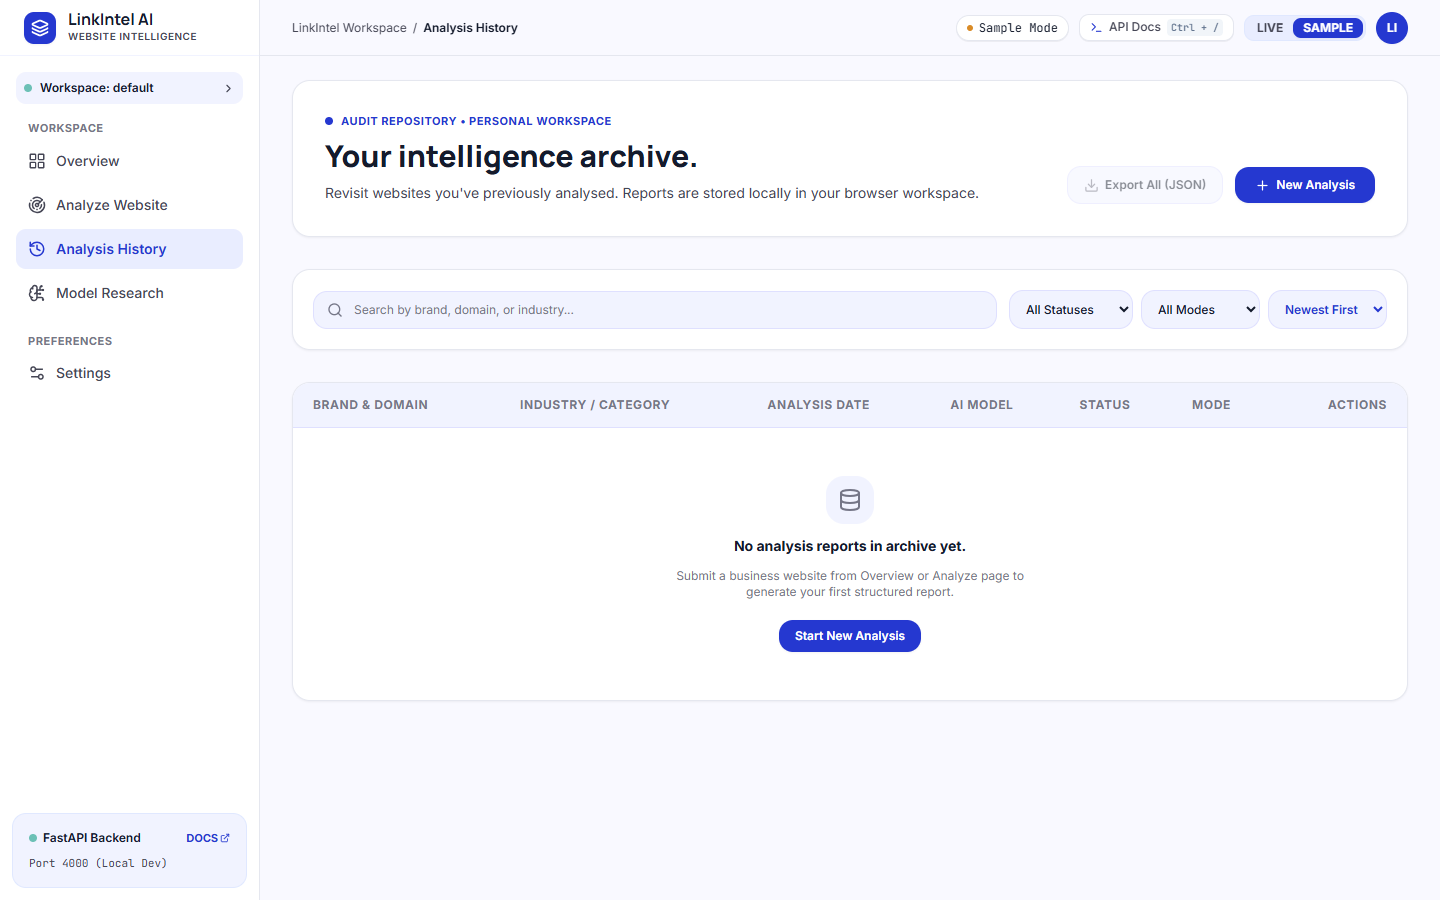 LinkIntel AI
WEBSITE INTELLIGENCE
Workspace: default
WORKSPACE
Overview
Analyze Website
Analysis History
Model Research
PREFERENCES
Settings
FastAPI Backend
DOCS
Port 4000 (Local Dev)
LinkIntel Workspace / Analysis History
Sample Mode
API Docs Ctrl + /
LIVE SAMPLE
LI
AUDIT REPOSITORY • PERSONAL WORKSPACE
Your intelligence archive.
Revisit websites you've previously analysed. Reports are stored locally in your browser workspace.
Export All (JSON)
New Analysis
Search by brand, domain, or industry...
All Statuses
All Modes
Newest First
BRAND & DOMAIN INDUSTRY / CATEGORY ANALYSIS DATE AI MODEL STATUS MODE ACTIONS
No analysis reports in archive yet.
Submit a business website from Overview or Analyze page to
generate your first structured report.
Start New Analysis